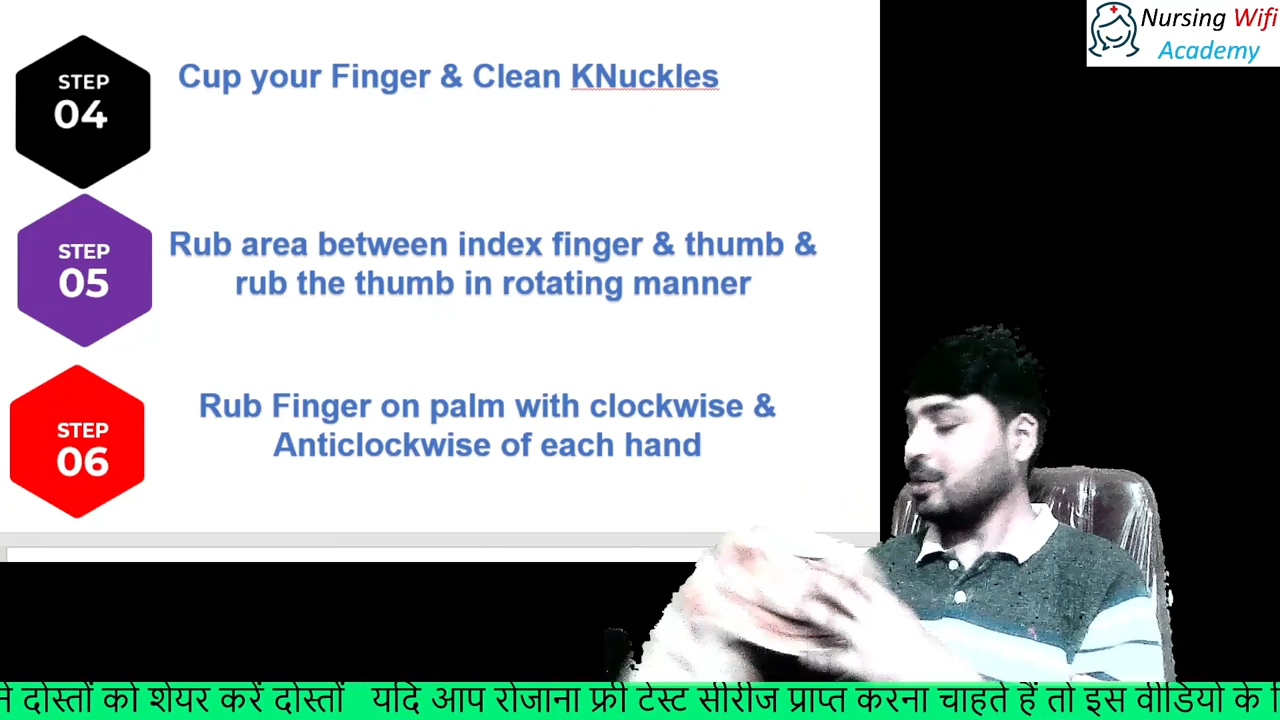 Nursing Wifi
Academy
STEP
04
Cup your Finger & Clean KNuckles
STEP
05
Rub area between index finger & thumb &
rub the thumb in rotating manner
STEP
06
Rub Finger on palm with clockwise &
Anticlockwise of each hand
दोस्तों को शेयर करें दोस्तों यदि आप रोजाना फ्री टेस्ट सीरीज प्राप्त करना चाहते हैं तो इस वीडियो के